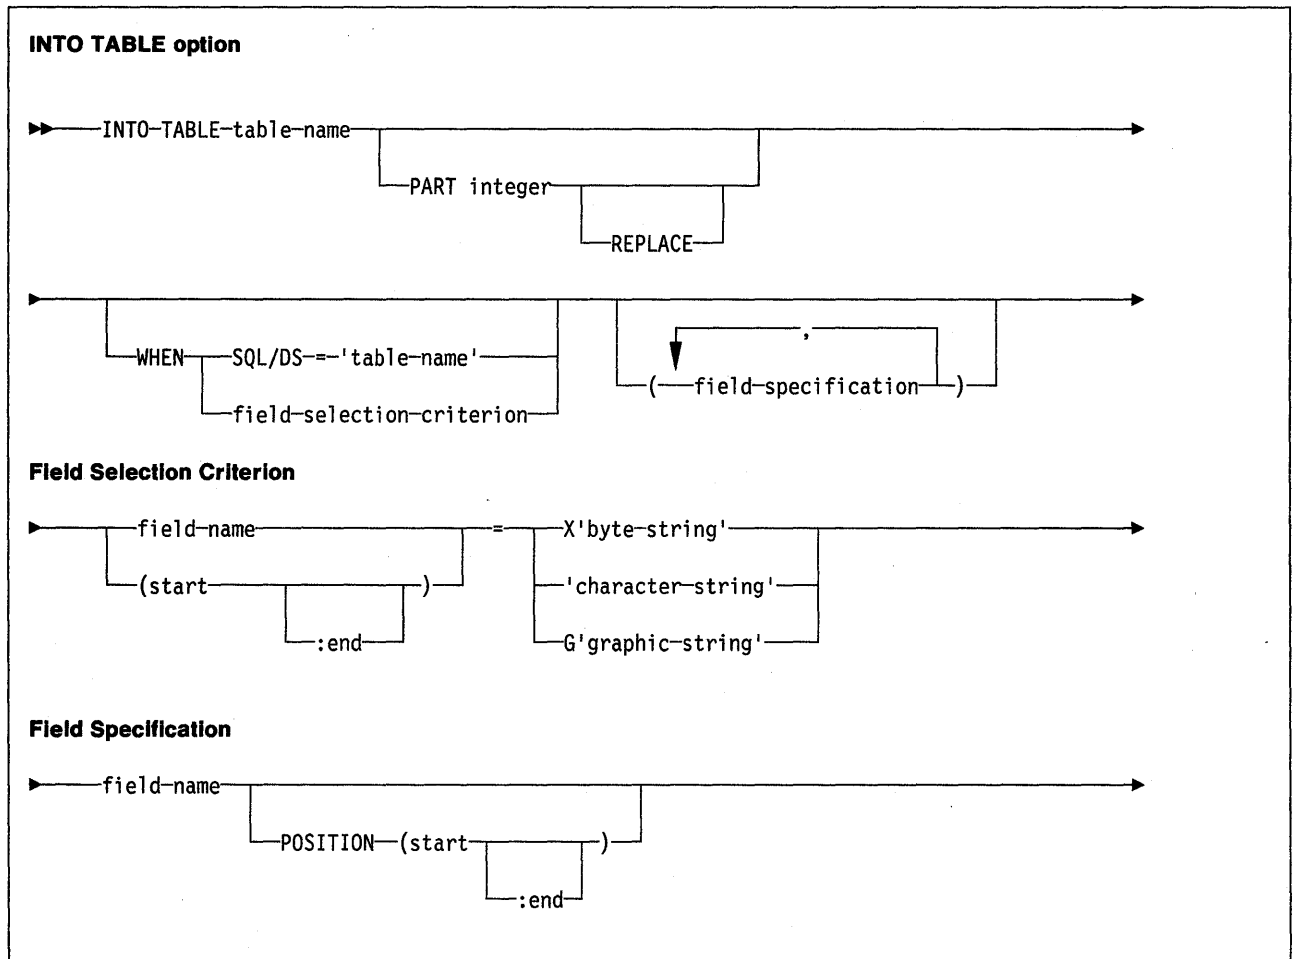 INTO TABLE option
INTO-TABLE-table-name
PART integer
REPLACE
WHEN SQL/DS-=-'table-name'
field-selection-criterion
,
(field-specification)
Field Selection Criterion
field-name = X'byte-string'
(start ) 'character-string'
:end G'graphic-string'
Field Specification
field-name
POSITION-(start )
:end